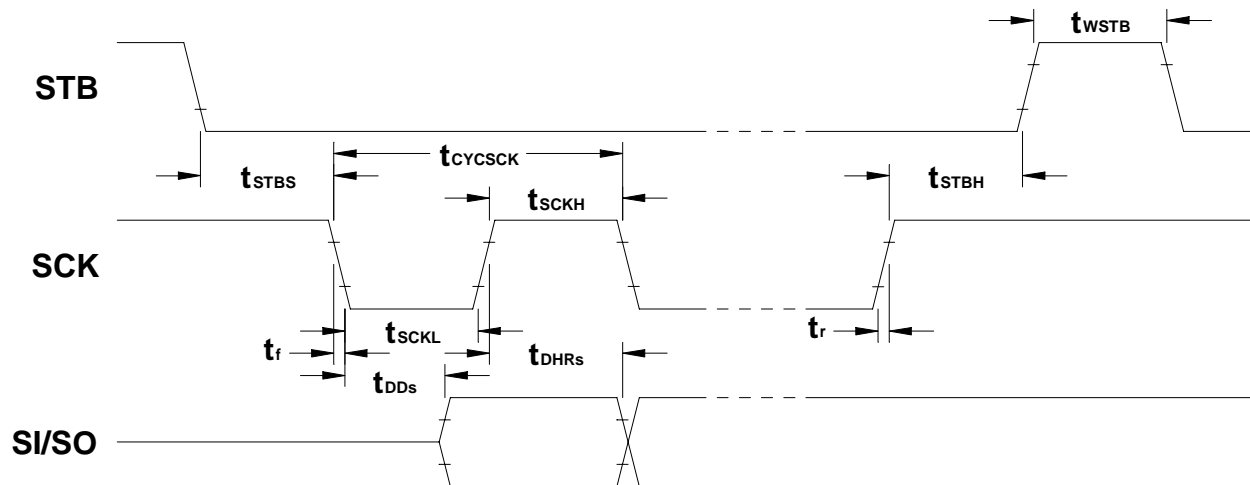 tWSTB
STB
tCYCSCK
tSTBS
tSTBH
tSCKH
SCK
tSCKL
tr
tf
tDHRs
tDDs
SI/SO